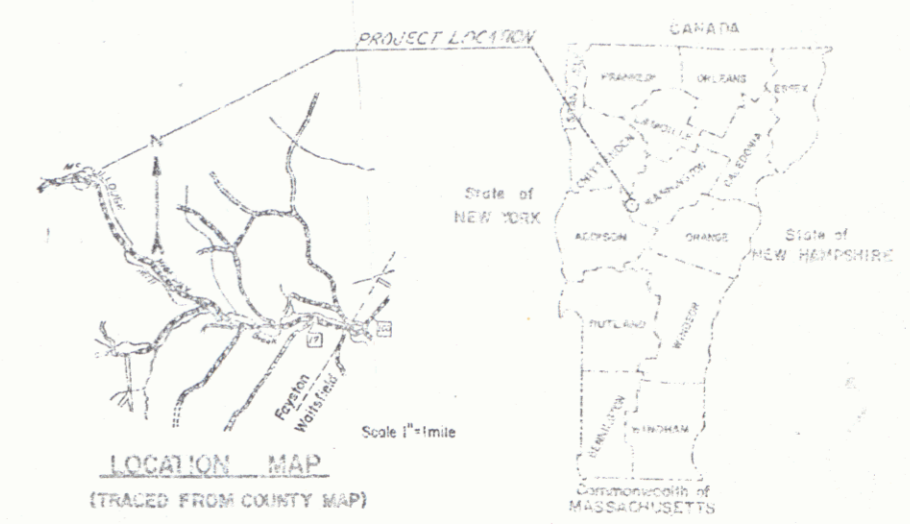 PROJECT LOCATION
CANADA
FRANKLIN
ORLEANS
ESSEX
LAMOILLE
CHITTENDEN
WASHINGTON
CALEDONIA
State of
NEW YORK
ADDISON
ORANGE
State of
NEW HAMPSHIRE
RUTLAND
WINDSOR
BENNINGTON
WINDHAM
Commonwealth of
MASSACHUSETTS
N
17
Fayston
Waitsfield
Scale 1"=1mile
LOCATION MAP
(TRACED FROM COUNTY MAP)